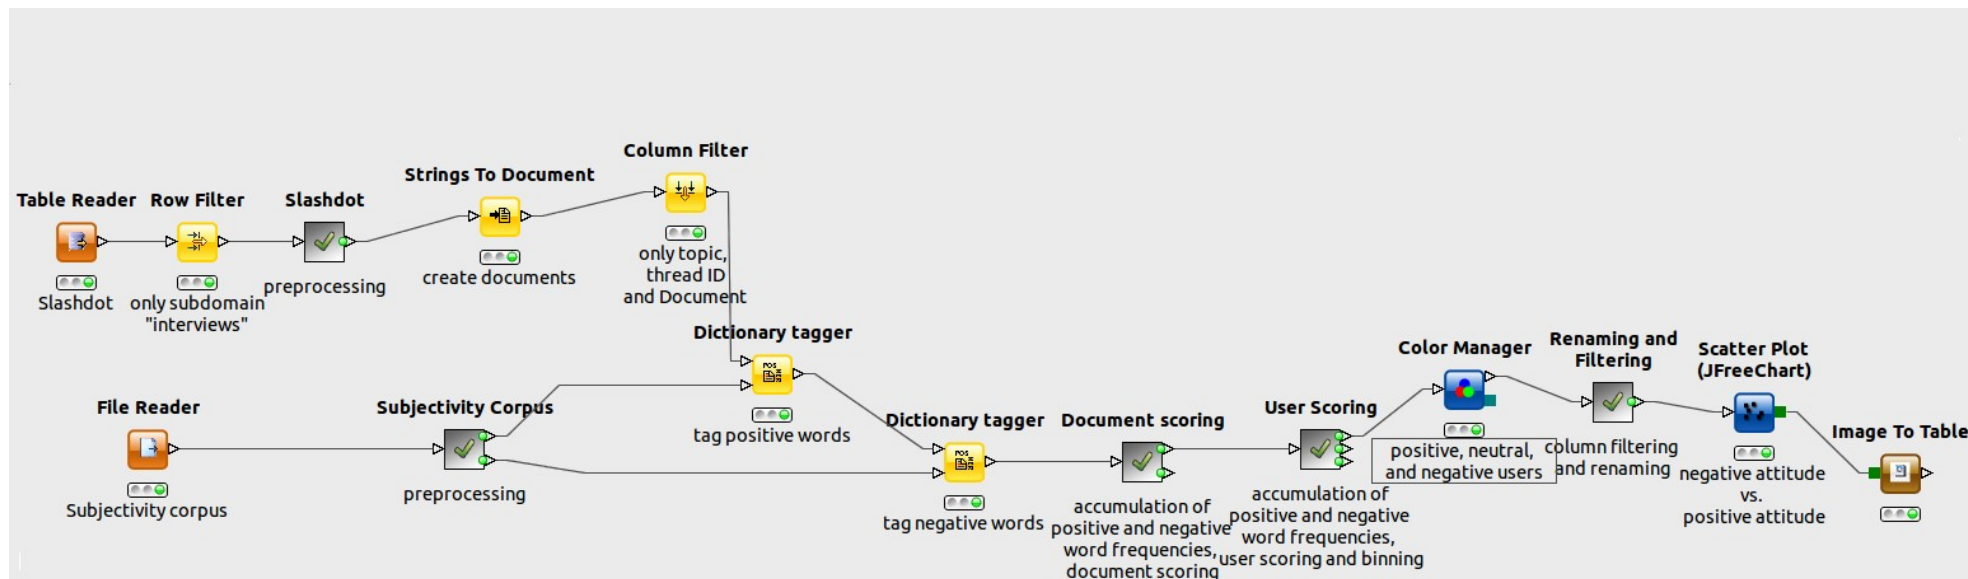 Table Reader
Slashdot
Row Filter
only subdomain
"interviews"
Slashdot
preprocessing
Strings To Document
create documents
Column Filter
only topic,
thread ID
and Document
Dictionary tagger
POS
NER
tag positive words
File Reader
Subjectivity corpus
Subjectivity Corpus
preprocessing
Dictionary tagger
POS
NER
tag negative words
Document scoring
accumulation of
positive and negative
word frequencies,
document scoring
User Scoring
accumulation of
positive and negative
word frequencies,
user scoring and binning
Color Manager
positive, neutral,
and negative users
Renaming and
Filtering
column filtering
and renaming
Scatter Plot
(JFreeChart)
negative attitude
vs.
positive attitude
Image To Table